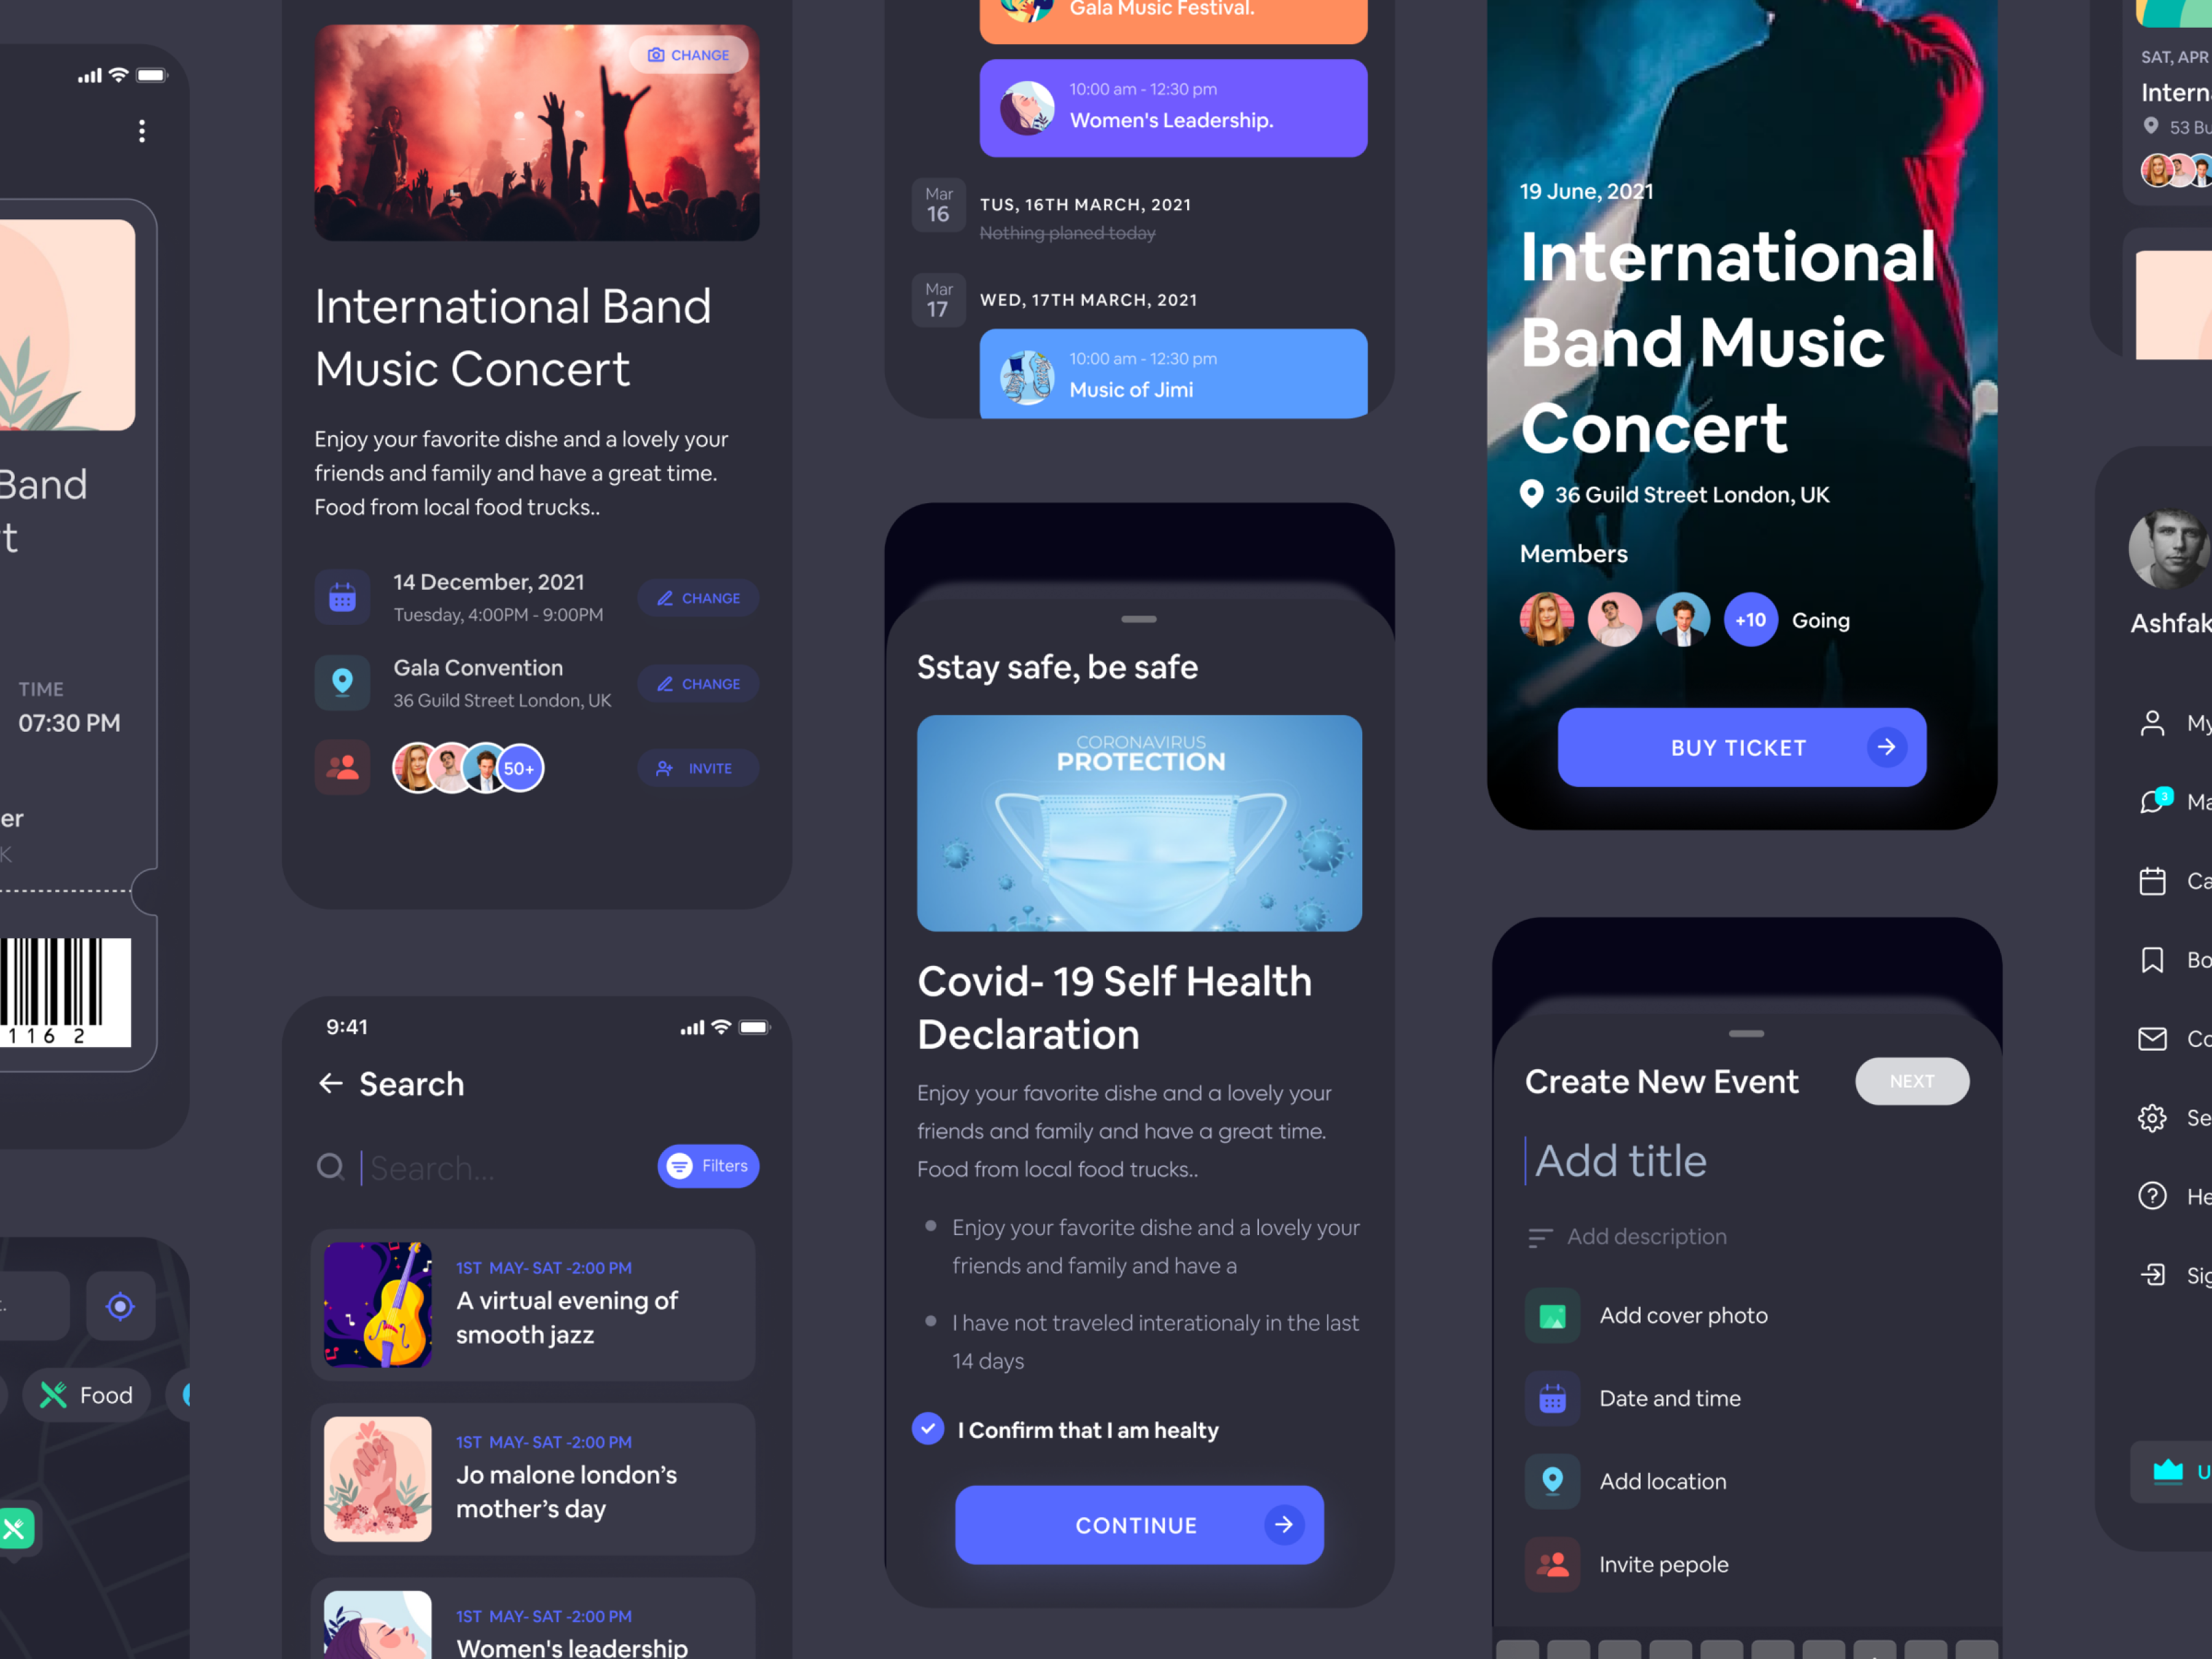 Band
t
TIME
07:30 PM
er
K
1 1 6 2
Food
CHANGE
International Band
Music Concert
Enjoy your favorite dishe and a lovely your
friends and family and have a great time.
Food from local food trucks..
14 December, 2021
Tuesday, 4:00PM - 9:00PM
CHANGE
Gala Convention
36 Guild Street London, UK
CHANGE
50+
INVITE
9:41
Search
Search...
Filters
1ST MAY- SAT -2:00 PM
A virtual evening of
smooth jazz
1ST MAY- SAT -2:00 PM
Jo malone london’s
mother’s day
1ST MAY- SAT -2:00 PM
Women's leadership
Gala Music Festival.
10:00 am - 12:30 pm
Women's Leadership.
Mar
16
TUS, 16TH MARCH, 2021
Nothing planed today
Mar
17
WED, 17TH MARCH, 2021
10:00 am - 12:30 pm
Music of Jimi
Sstay safe, be safe
CORONAVIRUS
PROTECTION
Covid- 19 Self Health
Declaration
Enjoy your favorite dishe and a lovely your
friends and family and have a great time.
Food from local food trucks..
Enjoy your favorite dishe and a lovely your
friends and family and have a
I have not traveled interationaly in the last
14 days
I Confirm that I am healty
CONTINUE
19 June, 2021
International
Band Music
Concert
36 Guild Street London, UK
Members
+10
Going
BUY TICKET
Create New Event
NEXT
Add title
Add description
Add cover photo
Date and time
Add location
Invite pepole
SAT, APR
Intern
53 Bu
Ashfak
My
3
Ma
Ca
Bo
Co
Se
He
Sig
U